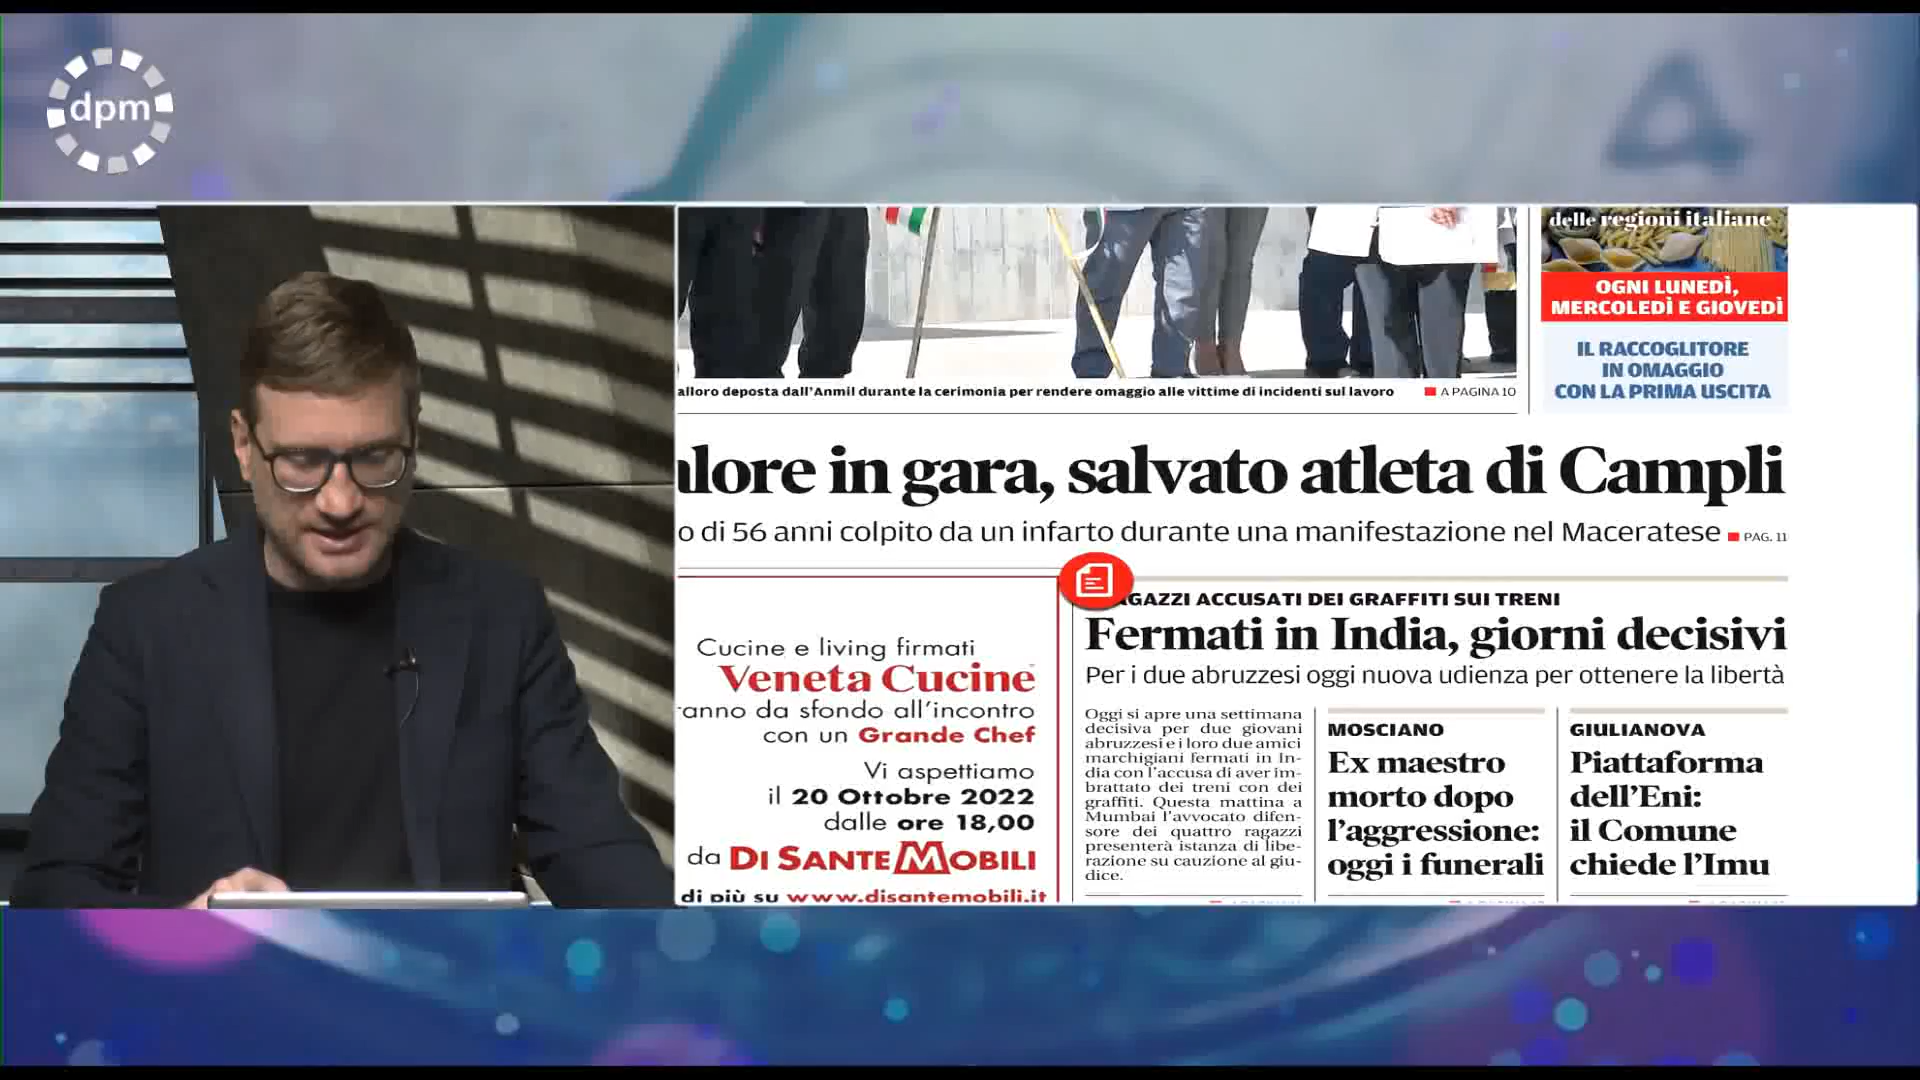 dpm
4
delle regioni italiane
OGNI LUNEDÌ,
MERCOLEDÌ E GIOVEDÌ
IL RACCOGLITORE
IN OMAGGIO
CON LA PRIMA USCITA
alloro deposta dall'Anmil durante la cerimonia per rendere omaggio alle vittime di incidenti sul lavoro
A PAGINA 10
lore in gara, salvato atleta di Campli
o di 56 anni colpito da un infarto durante una manifestazione nel Maceratese PAG. 11
Cucine e living firmati
Veneta Cucine
anno da sfondo all'incontro
con un Grande Chef
Vi aspettiamo
il 20 Ottobre 2022
dalle ore 18,00
da DI SANTE MOBILI
di più su www.disantemobili.it
GAZZI ACCUSATI DEI GRAFFITI SUI TRENI
Fermati in India, giorni decisivi
Per i due abruzzesi oggi nuova udienza per ottenere la libertà
Oggi si apre una settimana
decisiva per due giovani
abruzzesi e i loro due amici
marchigiani fermati in In-
dia con l'accusa di aver im-
brattato dei treni con dei
graffiti. Questa mattina a
Mumbai l'avvocato difen-
sore dei quattro ragazzi
presenterà istanza di libe-
razione su cauzione al giu-
dice.
MOSCIANO
Ex maestro
morto dopo
l'aggressione:
oggi i funerali
GIULIANOVA
Piattaforma
dell'Eni:
il Comune
chiede l'Imu